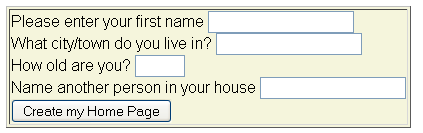 Please enter your first name
What city/town do you live in?
How old are you?
Name another person in your house
Create my Home Page